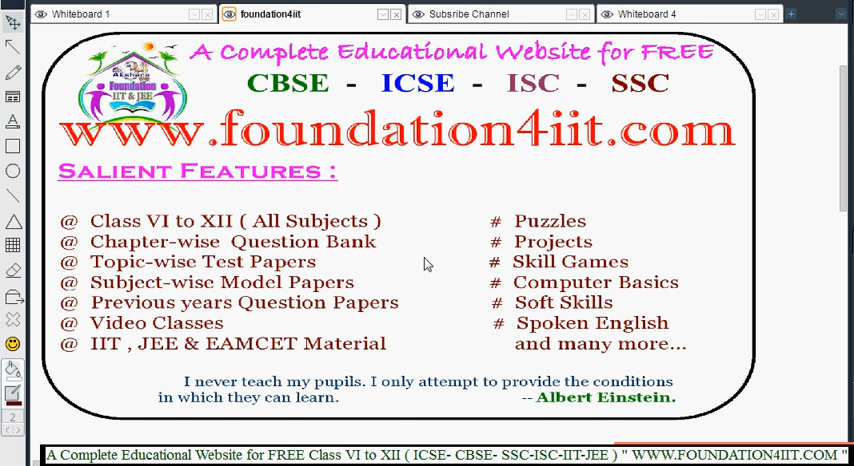 Whiteboard 1
foundation4iit
Subsribe Channel
Whiteboard 4
A Complete Educational Website for FREE
CBSE - ICSE - ISC - SSC
Akshara
Foundation
IIT & JEE
www.foundation4iit.com
SALIENT FEATURES :
@ Class VI to XII ( All Subjects )
@ Chapter-wise Question Bank
@ Topic-wise Test Papers
@ Subject-wise Model Papers
@ Previous years Question Papers
@ Video Classes
@ IIT , JEE & EAMCET Material
# Puzzles
# Projects
# Skill Games
# Computer Basics
# Soft Skills
# Spoken English
and many more...
I never teach my pupils. I only attempt to provide the conditions
in which they can learn. -- Albert Einstein.
2
A Complete Educational Website for FREE Class VI to XII ( ICSE- CBSE- SSC-ISC-IIT-JEE ) " WWW.FOUNDATION4IIT.COM "